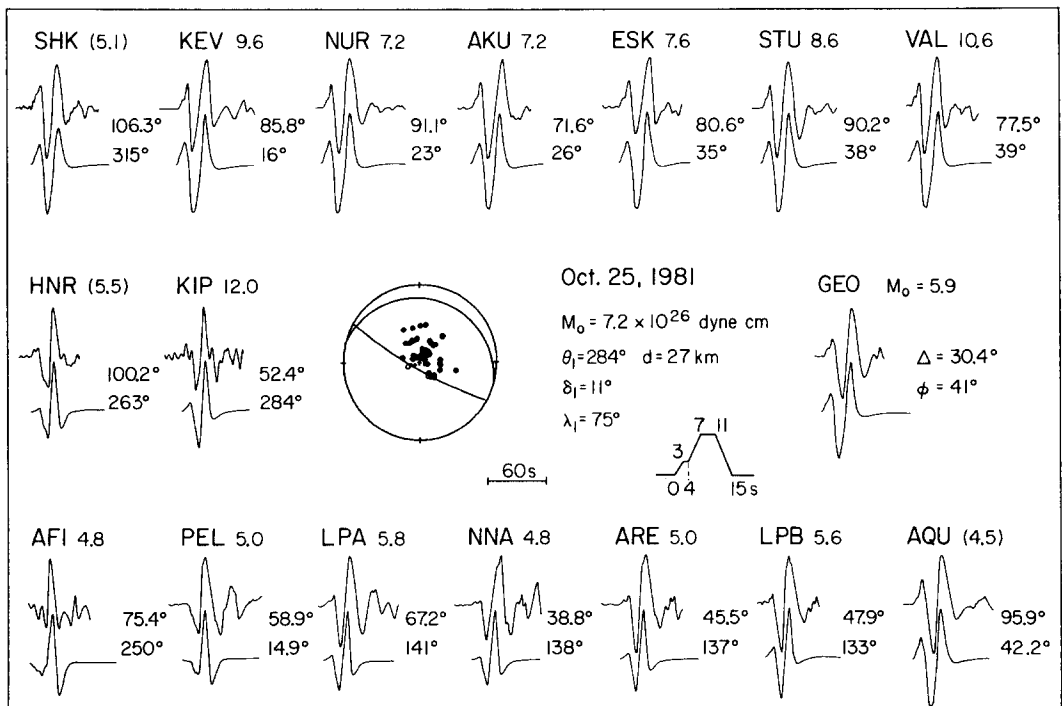 SHK (5.1) KEV 9.6 NUR 7.2 AKU 7.2 ESK 7.6 STU 8.6 VAL 10.6
106.3° 85.8° 91.1° 71.6° 80.6° 90.2° 77.5°
315° 16° 23° 26° 35° 38° 39°
HNR (5.5) KIP 12.0 Oct. 25, 1981 GEO M₀ = 5.9
M₀ = 7.2 × 10²⁶ dyne cm
100.2° 52.4° θ₁=284° d = 27 km Δ = 30.4°
263° 284° δ₁ = 11° ϕ = 41°
λ₁ = 75°
7 11
3
60s
0 4 15s
AFI 4.8 PEL 5.0 LPA 5.8 NNA 4.8 ARE 5.0 LPB 5.6 AQU (4.5)
75.4° 58.9° 67.2° 38.8° 45.5° 47.9° 95.9°
250° 14.9° 141° 138° 137° 133° 42.2°